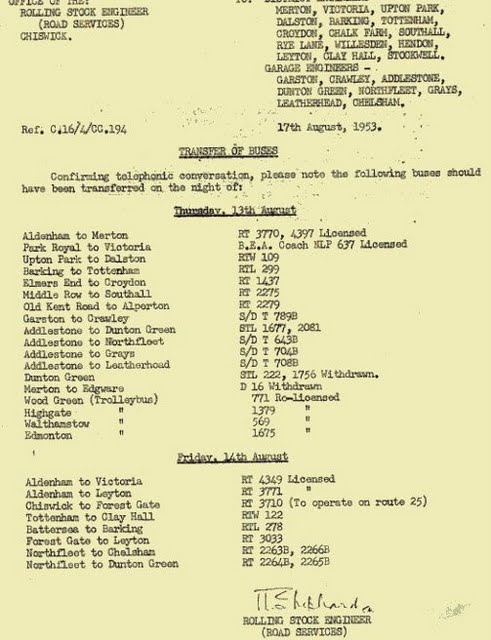 OFFICE OF THE:
ROLLING STOCK ENGINEER
(ROAD SERVICES)
CHISWICK.
TO: DISTRICT
MERTON, VICTORIA, UPTON PARK,
DALSTON, BARKING, TOTTENHAM,
CROYDON, CHALK FARM, SOUTHALL,
RYE LANE, WILLESDEN, HENDON,
LEYTON, CLAY HALL, STOCKWELL.
GARAGE ENGINEERS -
GARSTON, CRAWLEY, ADDLESTONE,
DUNTON GREEN, NORTHFLEET, GRAYS,
LEATHERHEAD, CHELSHAM.
Ref. C.16/4/CC.194 17th August, 1953.
TRANSFER OF BUSES
Confirming telephonic conversation, please note the following buses should
have been transferred on the night of:
Thursday, 13th August
Aldenham to Merton RT 3770, 4397 Licensed
Park Royal to Victoria B.E.A. Coach NLP 637 Licensed
Upton Park to Dalston RTW 109
Barking to Tottenham RTL 299
Elmers End to Croydon RT 1437
Middle Row to Southall RT 2275
Old Kent Road to Alperton RT 2279
Garston to Crawley S/D T 789B
Addlestone to Dunton Green STL 1677, 2081
Addlestone to Northfleet S/D T 643B
Addlestone to Grays S/D T 704B
Addlestone to Leatherhead S/D T 708B
Dunton Green STL 222, 1756 Withdrawn.
Merton to Edgware D 16 Withdrawn
Wood Green (Trolleybus) 771 Re-licensed
Highgate " 1379 "
Walthamstow " 569 "
Edmonton " 1675 "
Friday, 14th August
Aldenham to Victoria RT 4349 Licensed
Aldenham to Leyton RT 3771 "
Chiswick to Forest Gate RT 3710 (To operate on route 25)
Tottenham to Clay Hall RTW 122
Battersea to Barking RTL 278
Forest Gate to Leyton RT 3033
Northfleet to Chelsham RT 2263B, 2266B
Northfleet to Dunton Green RT 2264B, 2265B
ROLLING STOCK ENGINEER
(ROAD SERVICES)